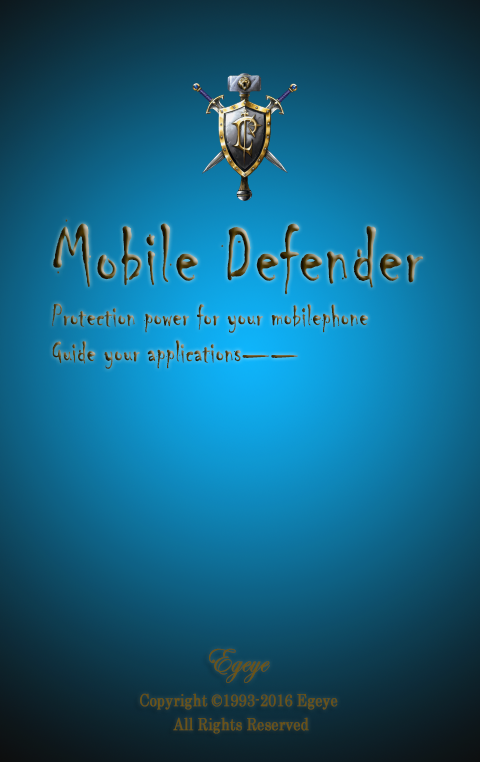 Mobile Defender
Protection power for your mobilephone
Guide your applications——
Egeye
Copyright ©1993-2016 Egeye
All Rights Reserved